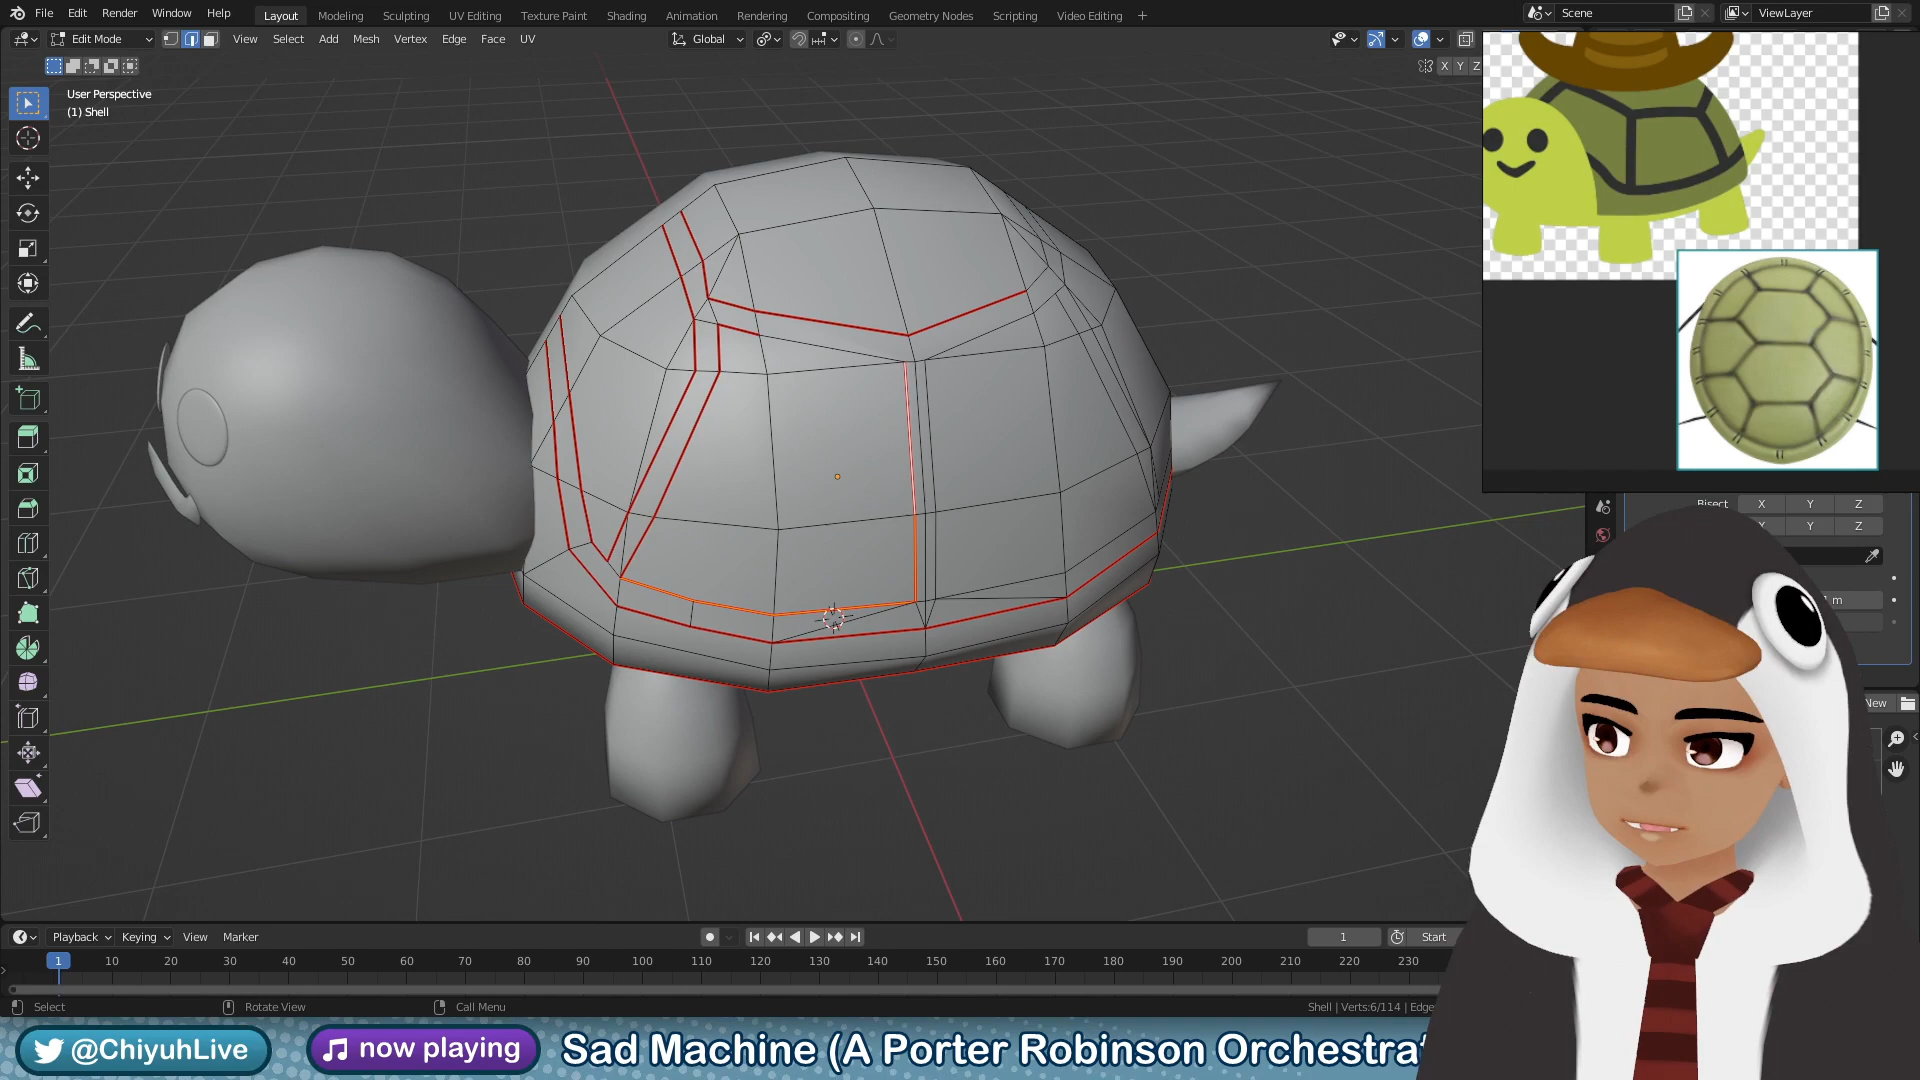 File Edit Render Window Help Layout Modeling Sculpting UV Editing Texture Paint Shading Animation Rendering Compositing Geometry Nodes Scripting Video Editing + Scene ViewLayer
Edit Mode View Select Add Mesh Vertex Edge Face UV Global
X Y Z
User Perspective
(1) Shell
Bisect X Y Z
Y Z
m
New
Playback Keying View Marker 1 Start
1 10 20 30 40 50 60 70 80 90 100 110 120 130 140 150 160 170 180 190 200 210 220 230
Select Rotate View Call Menu Shell | Verts:6/114 | Edge
@ChiyuhLive now playing Sad Machine (A Porter Robinson Orchestrat